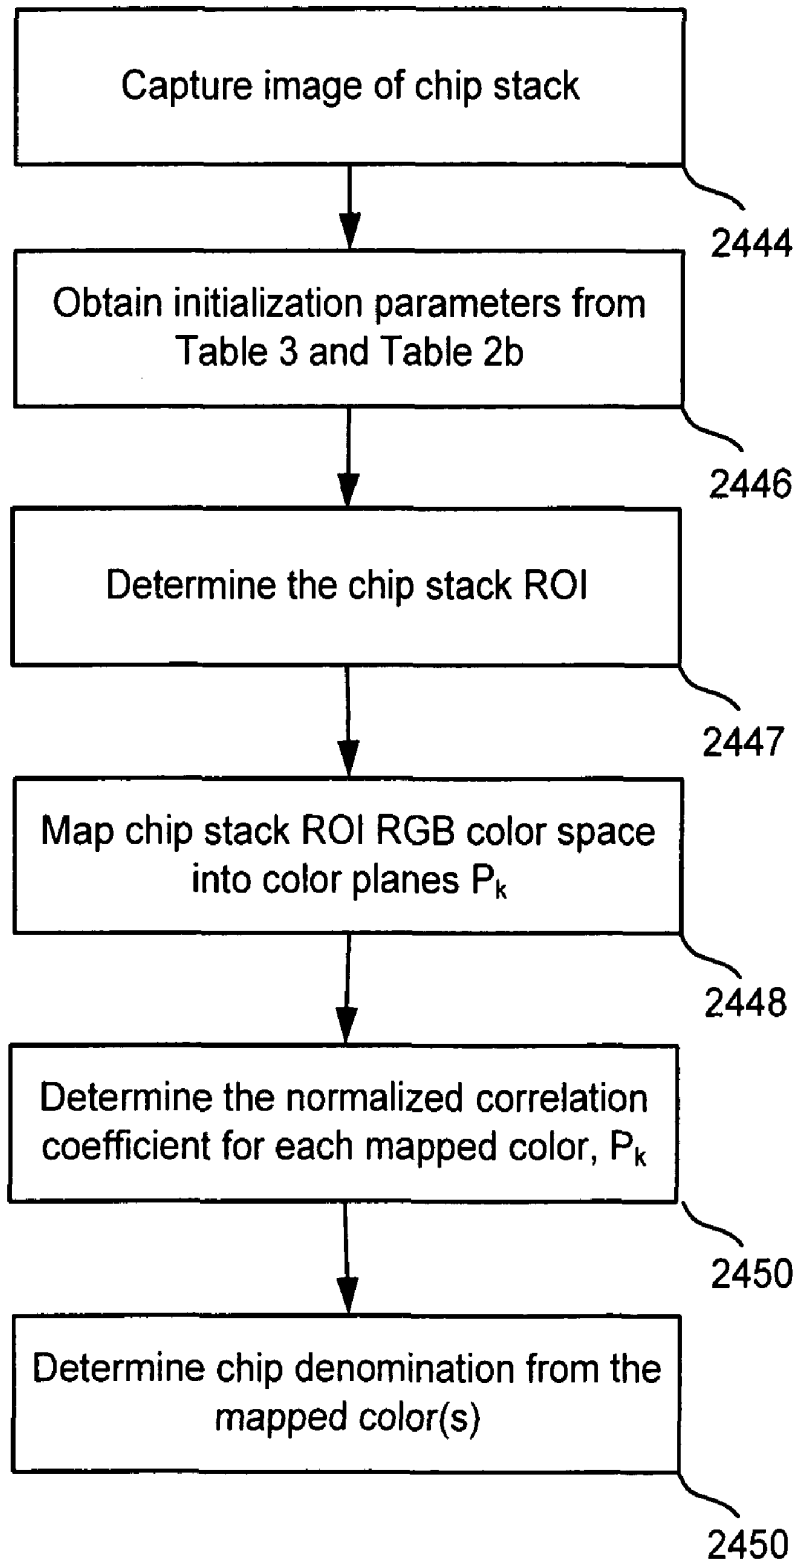 Capture image of chip stack
2444
Obtain initialization parameters from
Table 3 and Table 2b
2446
Determine the chip stack ROI
2447
Map chip stack ROI RGB color space
into color planes Pk
2448
Determine the normalized correlation
coefficient for each mapped color, Pk
2450
Determine chip denomination from the
mapped color(s)
2450